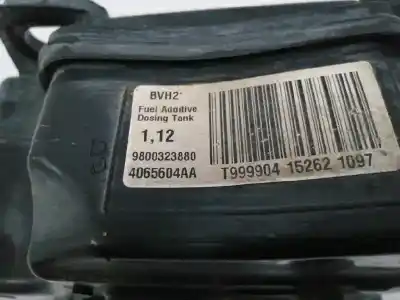 BVH2
Fuel Additive
Dosing Tank
1,12
9800323880
4065604AA
T999904 15262 1097